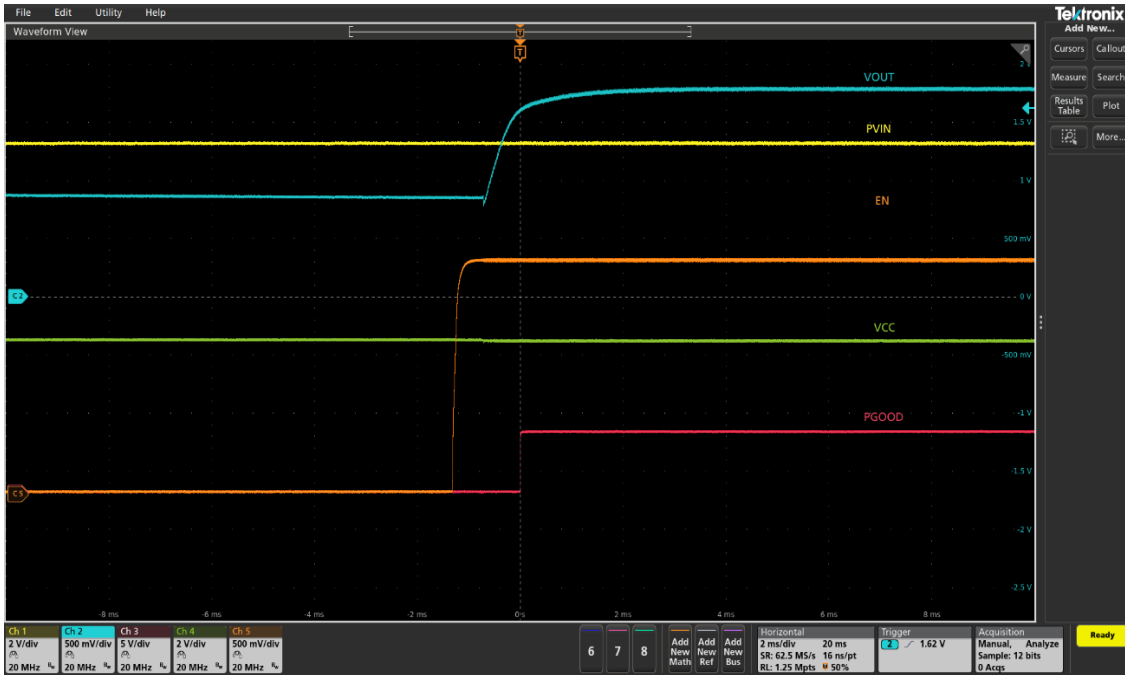 File Edit Utility Help
Tektronix
Waveform View
Add New...
T
T
Cursors Callout
2 V
VOUT
Measure Search
Results Table Plot
1.5 V
PVIN
More...
1 V
EN
500 mV
C2
0 V
VCC
-500 mV
-1 V
PGOOD
-1.5 V
C5
-2 V
-2.5 V
-8 ms -6 ms -4 ms -2 ms 0 s 2 ms 4 ms 6 ms 8 ms
Ch 1 Ch 2 Ch 3 Ch 4 Ch 5
2 V/div 500 mV/div 5 V/div 2 V/div 500 mV/div
20 MHz Bw 20 MHz Bw 20 MHz Bw 20 MHz Bw 20 MHz Bw
6 7 8
Add New Math
Add New Ref
Add New Bus
Horizontal
2 ms/div 20 ms
SR: 62.5 MS/s 16 ns/pt
RL: 1.25 Mpts 50%
Trigger
2 1.62 V
Acquisition
Manual, Analyze
Sample: 12 bits
0 Acqs
Ready